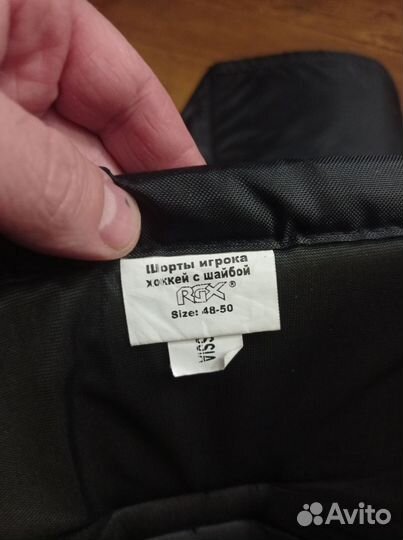 Шорты игрока
хоккей с шайбой
RGX®
Size: 48-50
Avito